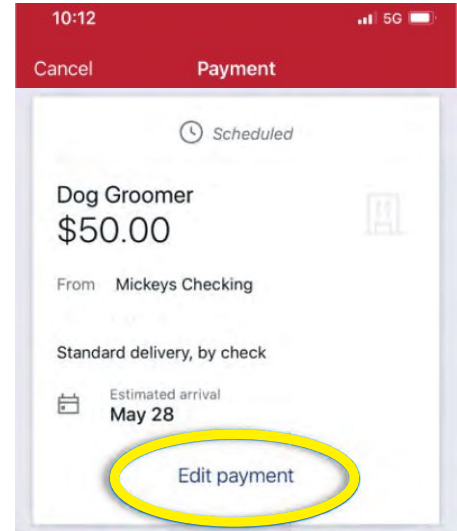 10:12 5G
Cancel Payment
Scheduled
Dog Groomer
$50.00
From Mickeys Checking
Standard delivery, by check
Estimated arrival
May 28
Edit payment